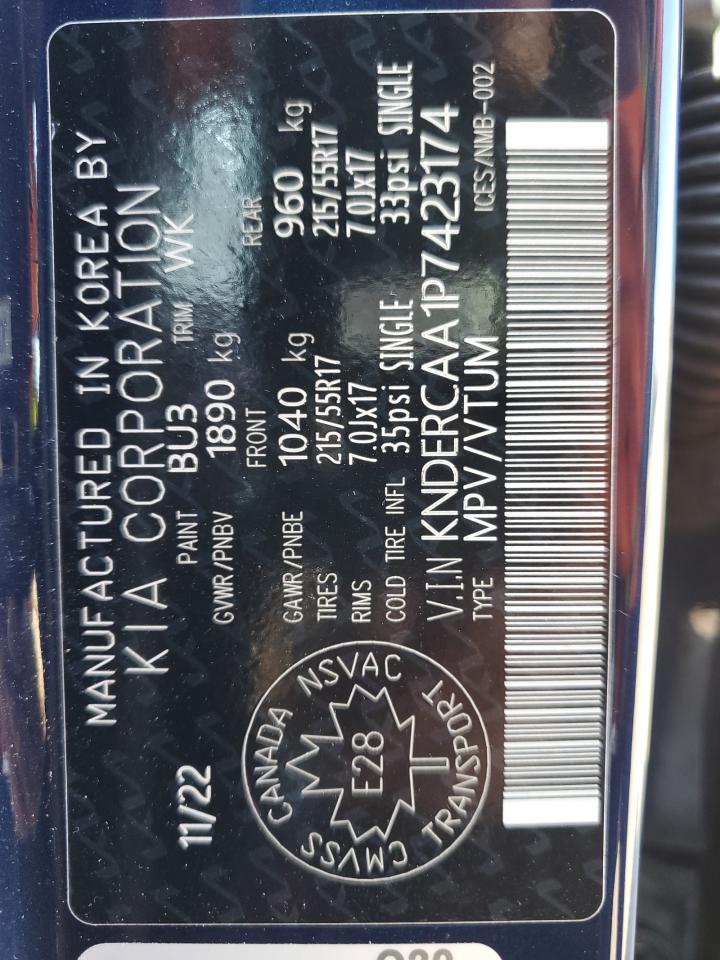 MANUFACTURED IN KOREA BY
KIA CORPORATION
11/22
PAINT BU3 TRIM WK
GVWR/PNBV 1890 kg
FRONT REAR
GAWR/PNBE 1040 kg 960 kg
TIRES 215/55R17 215/55R17
RIMS 7.0Jx17 7.0Jx17
COLD TIRE INFL 35psi SINGLE 33psi SINGLE
V.I.N KNDERCAA1P7423174
TYPE MPV/VTUM ICES/NMB-002
CMVSS CANADA NSVAC
E28
TRANSPORT